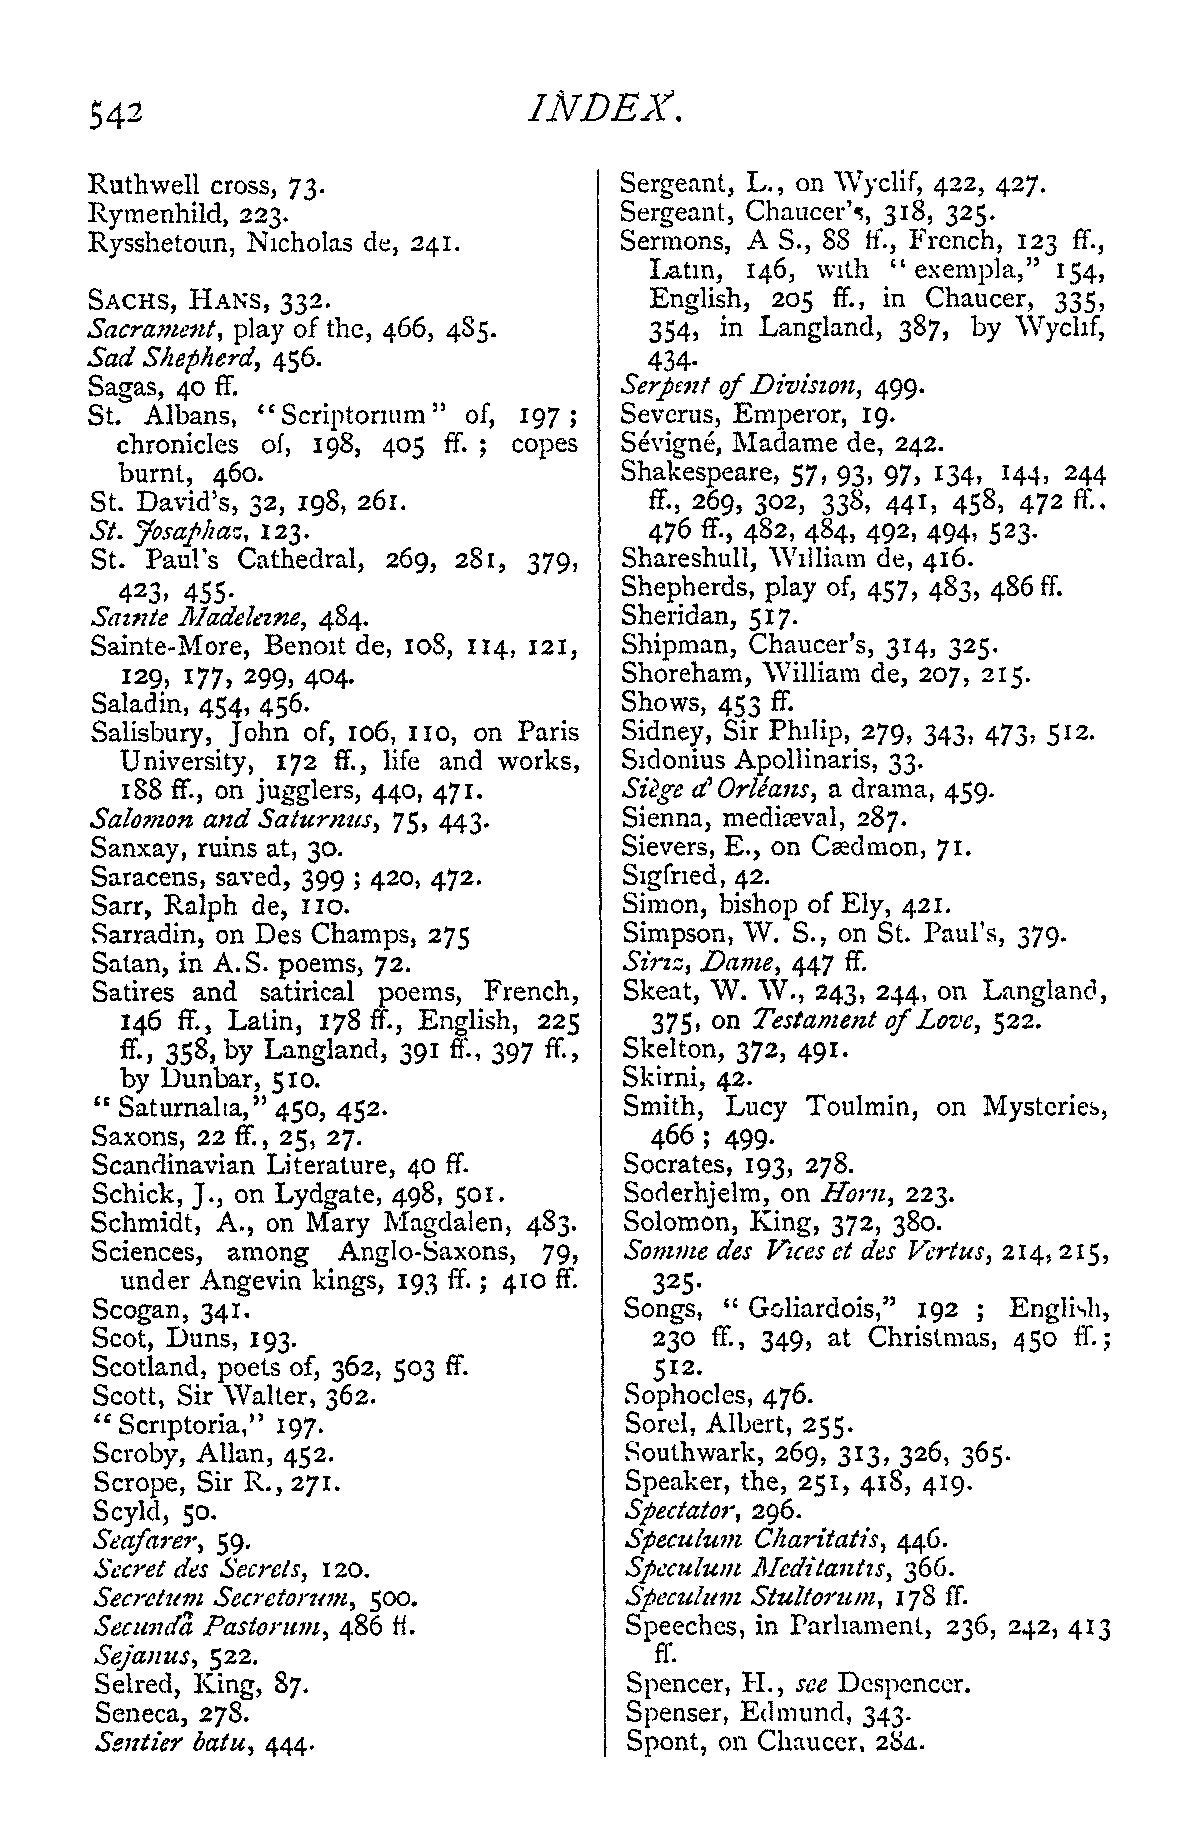 542
INDEX.
Ruthwell cross, 73.
Rymenhild, 223.
Rysshetoun, Nicholas de, 241.
SACHS, HANS, 332.
Sacrament, play of the, 466, 485.
Sad Shepherd, 456.
Sagas, 40 ff.
St. Albans, “Scriptorium” of, 197 ;
chronicles of, 198, 405 ff. ; copes
burnt, 460.
St. David's, 32, 198, 261.
St. Josaphaz, 123.
St. Paul's Cathedral, 269, 281, 379,
423, 455.
Sainte Madeleine, 484.
Sainte-More, Benoit de, 108, 114, 121,
129, 177, 299, 404.
Saladin, 454, 456.
Salisbury, John of, 106, 110, on Paris
University, 172 ff., life and works,
188 ff., on jugglers, 440, 471.
Salomon and Saturnus, 75, 443.
Sanxay, ruins at, 30.
Saracens, saved, 399 ; 420, 472.
Sarr, Ralph de, 110.
Sarradin, on Des Champs, 275
Satan, in A.S. poems, 72.
Satires and satirical poems, French,
146 ff., Latin, 178 ff., English, 225
ff., 358, by Langland, 391 ff., 397 ff.,
by Dunbar, 510.
“Saturnalia,” 450, 452.
Saxons, 22 ff., 25, 27.
Scandinavian Literature, 40 ff.
Schick, J., on Lydgate, 498, 501.
Schmidt, A., on Mary Magdalen, 483.
Sciences, among Anglo-Saxons, 79,
under Angevin kings, 193 ff. ; 410 ff.
Scogan, 341.
Scot, Duns, 193.
Scotland, poets of, 362, 503 ff.
Scott, Sir Walter, 362.
“Scriptoria,” 197.
Scroby, Allan, 452.
Scrope, Sir R., 271.
Scyld, 50.
Seafarer, 59.
Secret des Secrets, 120.
Secretum Secretorum, 500.
Secundâ Pastorum, 486 ff.
Sejanus, 522.
Selred, King, 87.
Seneca, 278.
Sentier batu, 444.
Sergeant, L., on Wyclif, 422, 427.
Sergeant, Chaucer's, 318, 325.
Sermons, A S., 88 ff., French, 123 ff.,
Latin, 146, with “exempla,” 154,
English, 205 ff., in Chaucer, 335,
354, in Langland, 387, by Wyclif,
434.
Serpent of Division, 499.
Severus, Emperor, 19.
Sévigné, Madame de, 242.
Shakespeare, 57, 93, 97, 134, 144, 244
ff., 269, 302, 338, 441, 458, 472 ff.,
476 ff., 482, 484, 492, 494, 523.
Shareshull, William de, 416.
Shepherds, play of, 457, 483, 486 ff.
Sheridan, 517.
Shipman, Chaucer's, 314, 325.
Shoreham, William de, 207, 215.
Shows, 453 ff.
Sidney, Sir Philip, 279, 343, 473, 512.
Sidonius Apollinaris, 33.
Siège d'Orléans, a drama, 459.
Sienna, mediæval, 287.
Sievers, E., on Cædmon, 71.
Sigfried, 42.
Simon, bishop of Ely, 421.
Simpson, W. S., on St. Paul's, 379.
Siriz, Dame, 447 ff.
Skeat, W. W., 243, 244, on Langland,
375, on Testament of Love, 522.
Skelton, 372, 491.
Skirni, 42.
Smith, Lucy Toulmin, on Mysteries,
466 ; 499.
Socrates, 193, 278.
Soderhjelm, on Horn, 223.
Solomon, King, 372, 380.
Somme des Vices et des Vertus, 214, 215,
325.
Songs, “Goliardois,” 192 ; English,
230 ff., 349, at Christmas, 450 ff. ;
512.
Sophocles, 476.
Sorel, Albert, 255.
Southwark, 269, 313, 326, 365.
Speaker, the, 251, 418, 419.
Spectator, 296.
Speculum Charitatis, 446.
Speculum Meditantis, 366.
Speculum Stultorum, 178 ff.
Speeches, in Parliament, 236, 242, 413
ff.
Spencer, H., see Despencer.
Spenser, Edmund, 343.
Spont, on Chaucer, 284.